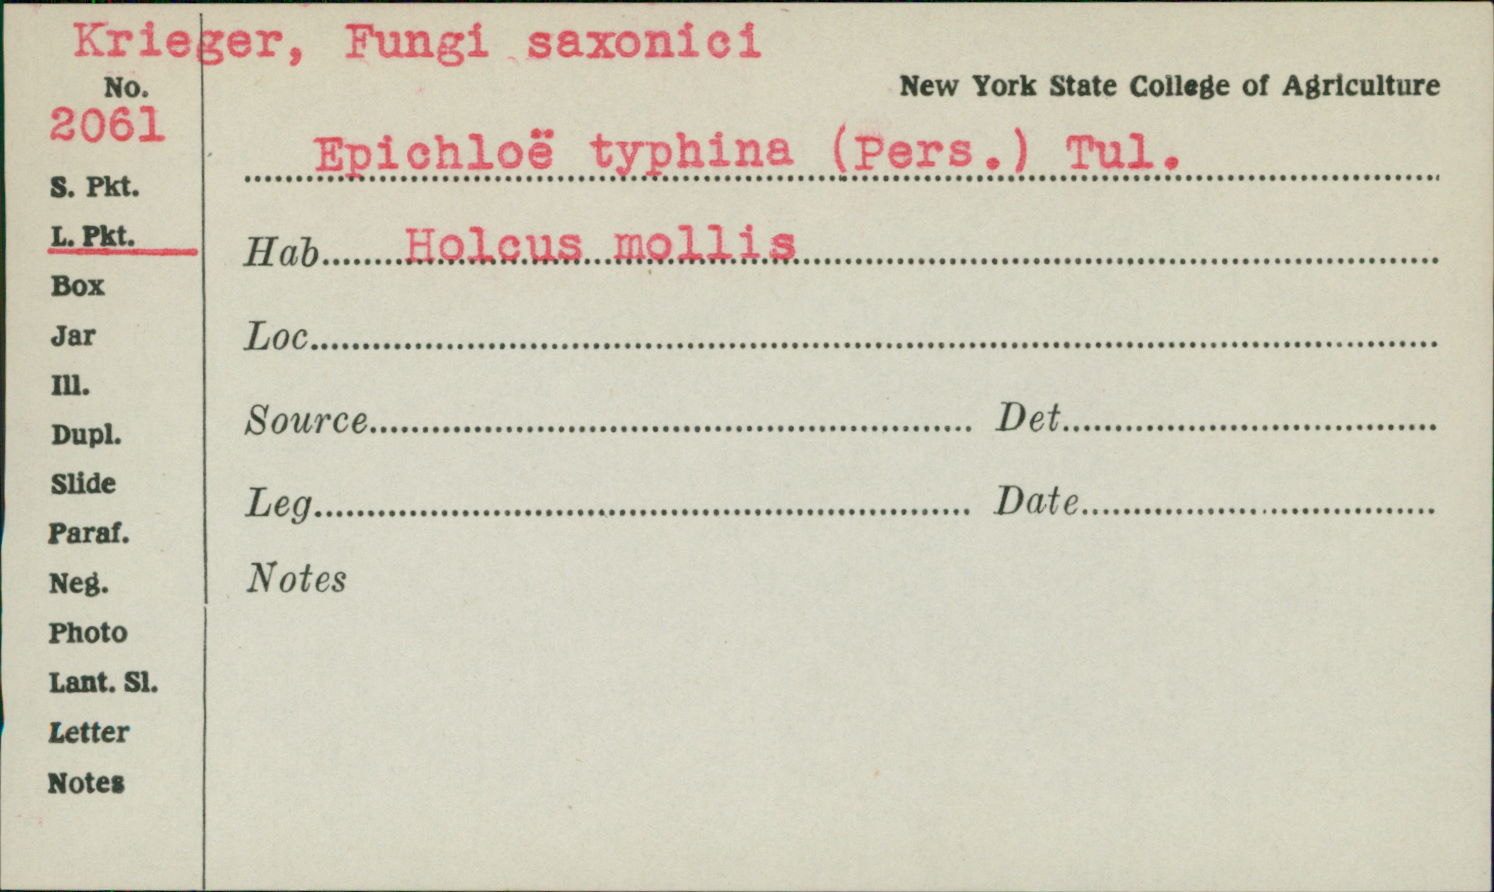 Krieger, Fungi saxonici
No.
New York State College of Agriculture
2061
Epichloë typhina (Pers.) Tul.
S. Pkt.
L. Pkt.
Hab. Holcus mollis
Box
Jar
Loc.
Ill.
Dupl.
Source Det.
Slide
Leg. Date
Paraf.
Neg.
Notes
Photo
Lant. Sl.
Letter
Notes